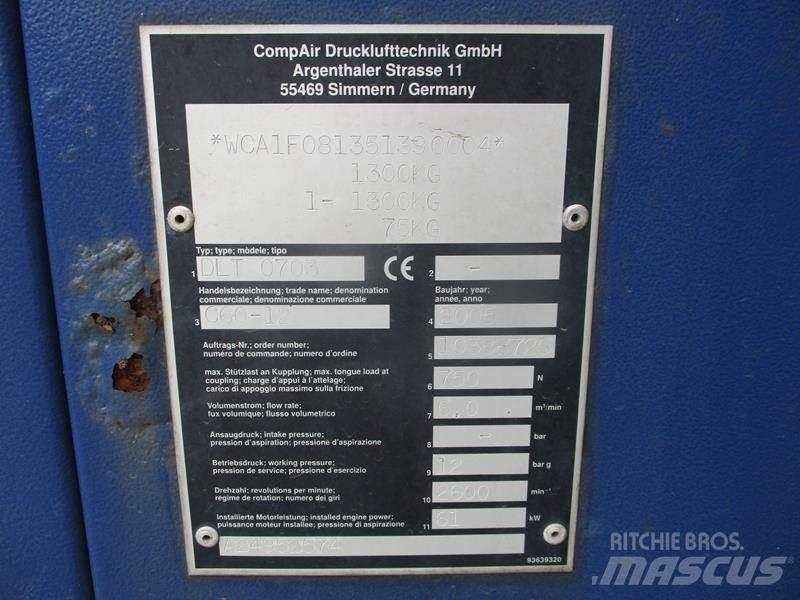 CompAir Drucklufttechnik GmbH
Argenthaler Strasse 11
55469 Simmern / Germany
*WCA1F081351390004*
1300KG
1- 1300KG
75KG
Typ; type; mòdele; tipo
1 DLT 0703
CE
2 -
Handelsbezeichnung; trade name; denomination
commerciale; denominazione commerciale
3 C60-12
Baujahr; year;
année, anno
4
Auftrags-Nr.; order number;
numéro de commande; numero d'ordine
5
max. Stützlast an Kupplung; max. tongue load at
coupling; charge d'appui à l'attelage;
carico di appoggio massimo sulla frizione
6 750 N
Volumenstrom; flow rate;
fux volumique; flusso volumetrico
7 m³/min
Ansaugdruck; intake pressure;
pression d'aspiration; pressione d'aspirazione
8 - bar
Betriebsdruck; working pressure;
pression de service; pressione d'esercizio
9 12 bar g
Drehzahl; revolutions per minute;
regime de rotation; numero dei giri
10 2600 min⁻¹
Installierte Motorleistung; installed engine power;
puissance moteur installee; pressione di aspirazione
11 kW
93639320
RITCHIE BROS.
MASCUS